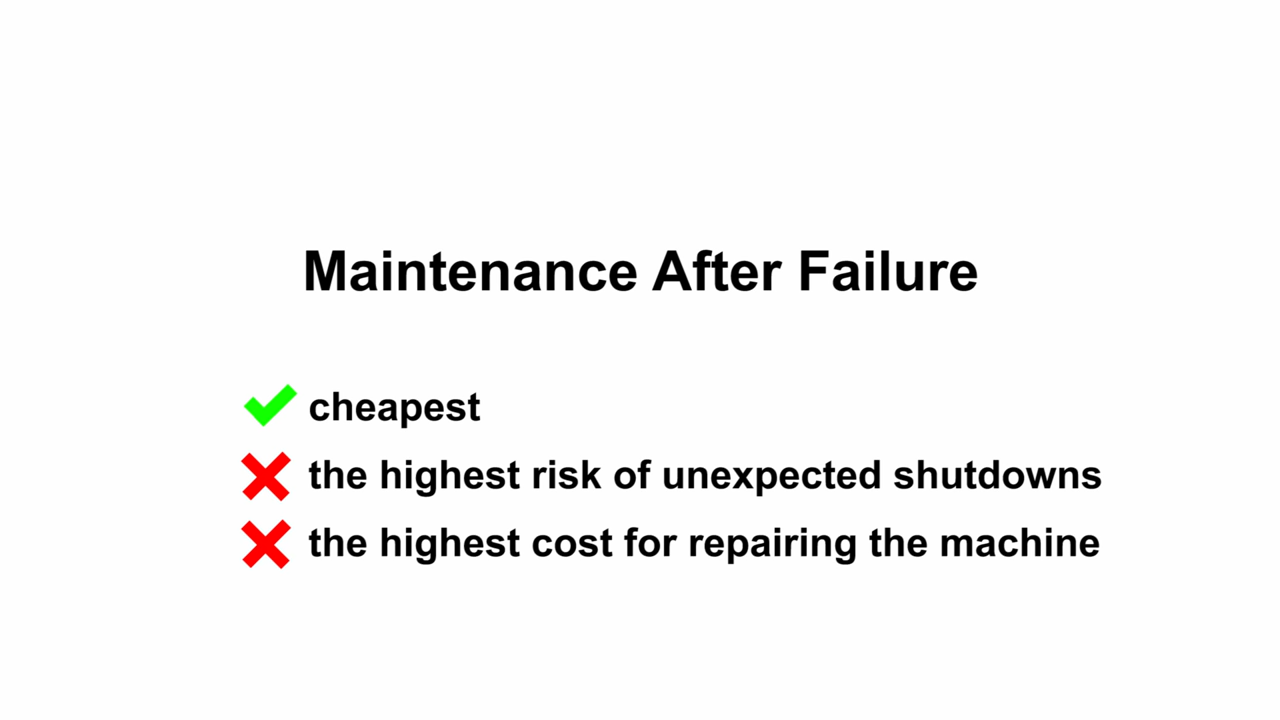 Maintenance After Failure
cheapest
the highest risk of unexpected shutdowns
the highest cost for repairing the machine